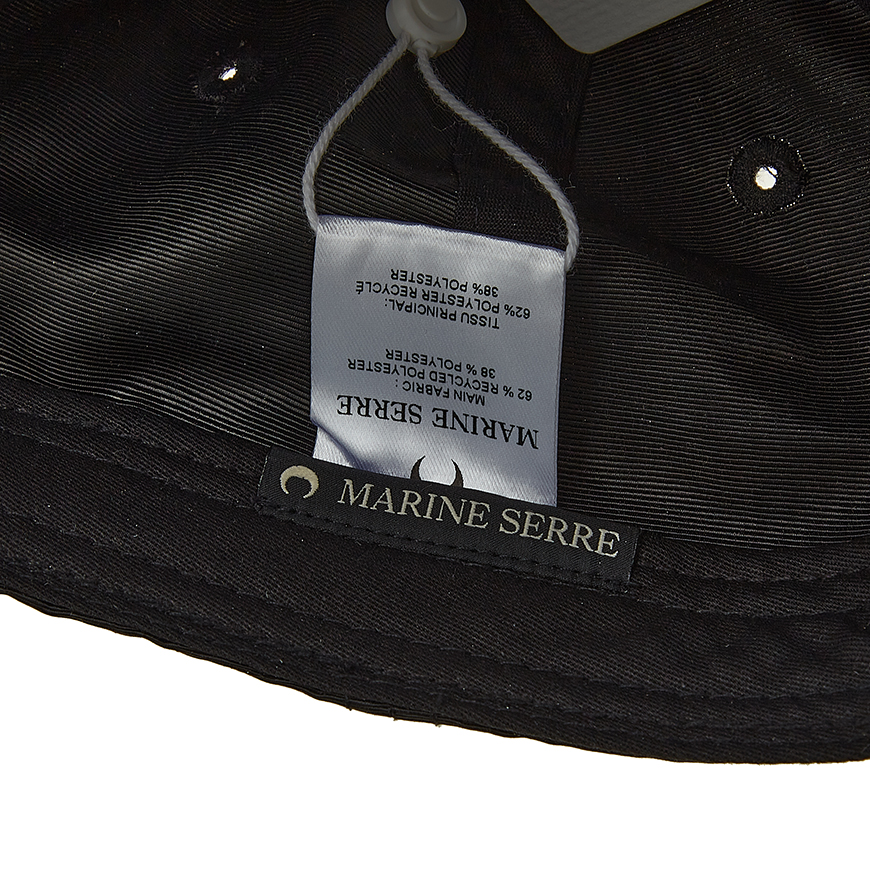 MARINE SERRE
MAIN FABRIC :
62 % RECYCLED POLYESTER
38 % POLYESTER
TISSU PRINCIPAL:
62% POLYESTER RECYCLÉ
38% POLYESTER
MARINE SERRE